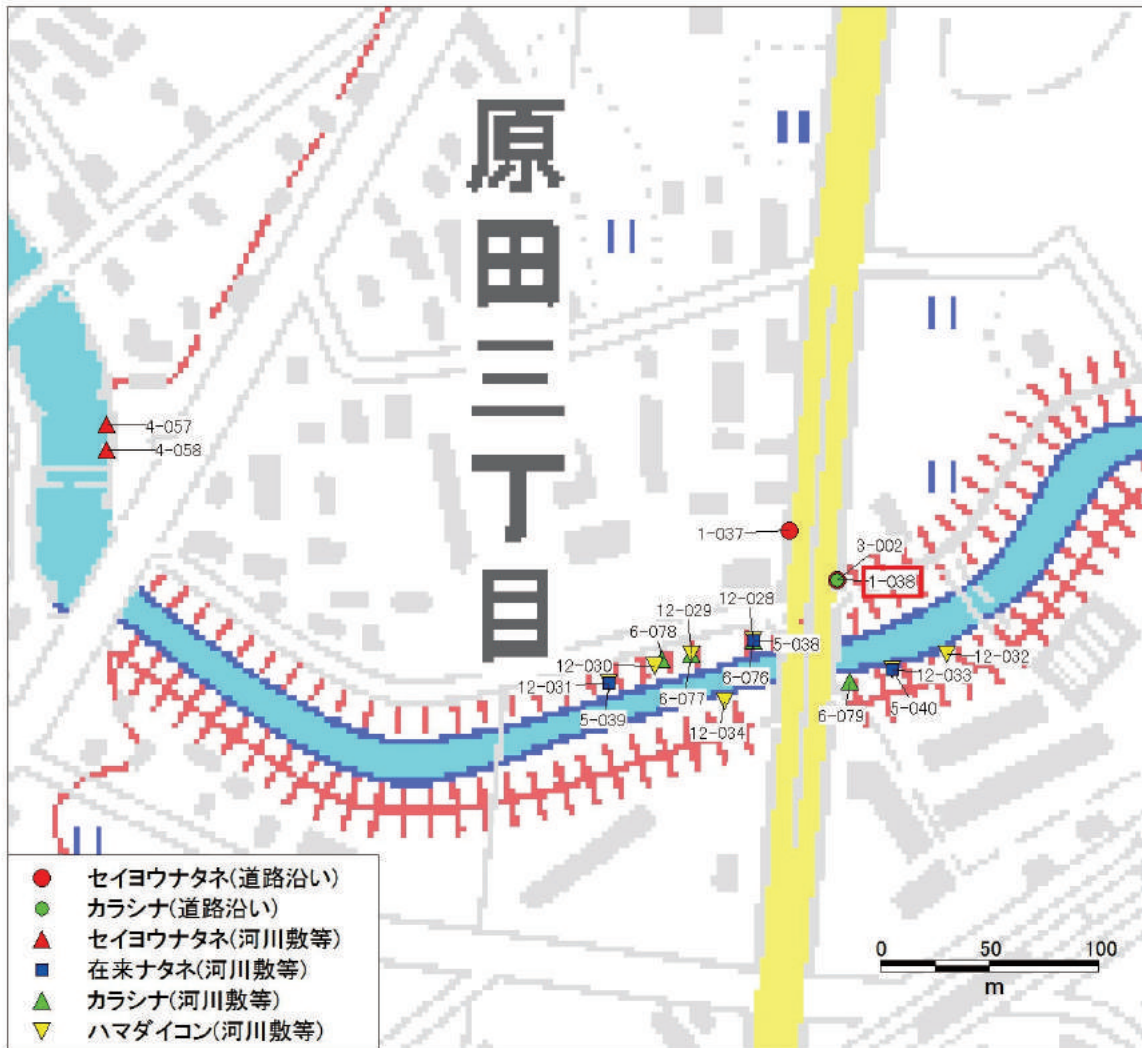 原田三丁目
4-057
4-058
1-037
3-002
1-038
12-028
12-029
6-078
5-038
12-030
6-076
12-032
12-031
6-077
12-033
5-039
12-034
6-079
5-040
セイヨウナタネ(道路沿い)
カラシナ(道路沿い)
セイヨウナタネ(河川敷等)
在来ナタネ(河川敷等)
カラシナ(河川敷等)
ハマダイコン(河川敷等)
0 50 100
m